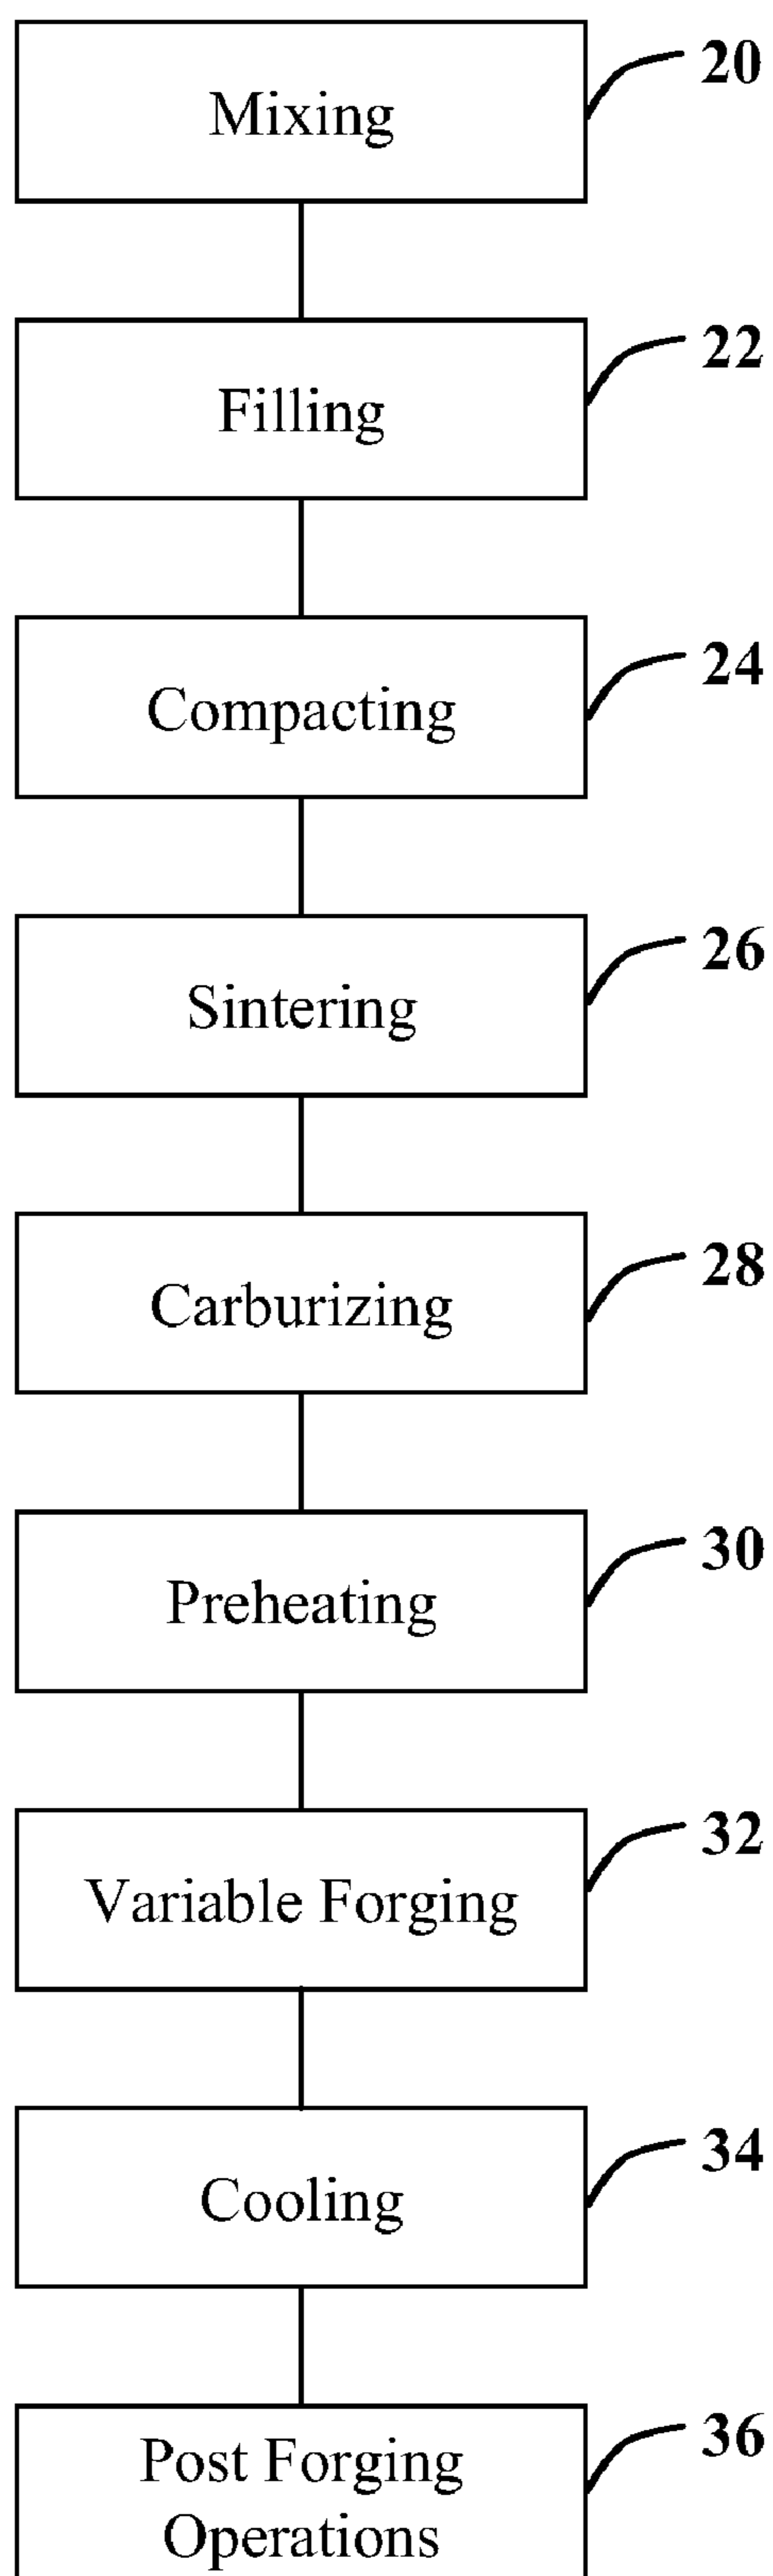 Mixing
20
Filling
22
Compacting
24
Sintering
26
Carburizing
28
Preheating
30
Variable Forging
32
Cooling
34
Post Forging
Operations
36